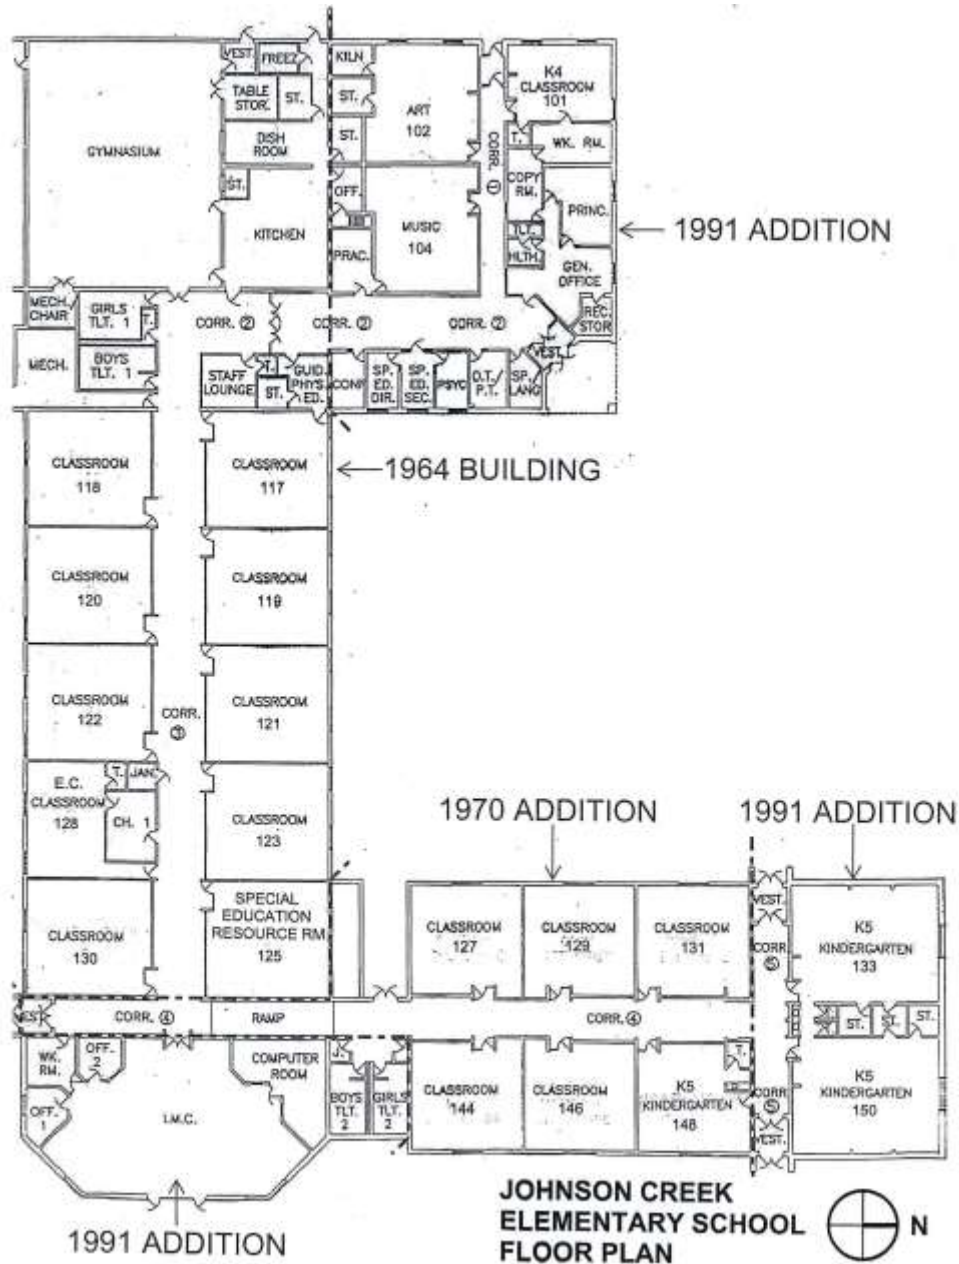 VEST.
FREEZ
KILN
K4
CLASSROOM
101
TABLE
STOR.
ST.
ST.
ART
102
GYMNASIUM
DISH
ROOM
ST.
CORR. ①
T.
WK. RM.
ST.
OFF.
COPY
RM.
PRINC.
KITCHEN
MUSIC
104
TLT.
1991 ADDITION
PRAC.
HLTH.
GEN.
OFFICE
MECH.
CHAIR
GIRLS
TLT. 1
T.
CORR. ②
CORR. ②
CORR. ②
REC.
STOR
MECH.
BOYS
TLT. 1
VEST.
STAFF
LOUNGE
T.
ST.
GUID.
PHYS.
ED.
CONF
SP.
ED.
DIR.
SP.
ED.
SEC.
PSYC
O.T./
P.T.
SP.
LANG
CLASSROOM
118
CLASSROOM
117
1964 BUILDING
CLASSROOM
120
CLASSROOM
119
CLASSROOM
122
CORR.
③
CLASSROOM
121
E.C.
CLASSROOM
128
T.
JAN.
CH. 1
CLASSROOM
123
1970 ADDITION
1991 ADDITION
CLASSROOM
130
SPECIAL
EDUCATION
RESOURCE RM
125
CLASSROOM
127
CLASSROOM
129
CLASSROOM
131
VEST.
CORR.
⑤
K5
KINDERGARTEN
133
VEST.
CORR. ④
RAMP
CORR. ④
ST.
ST.
ST.
WK.
RM.
OFF.
2
COMPUTER
ROOM
J.
OFF.
1
I.M.C.
BOYS
TLT.
2
GIRLS
TLT.
2
CLASSROOM
144
CLASSROOM
146
T.
K5
KINDERGARTEN
148
CORR
⑤
VEST.
K5
KINDERGARTEN
150
1991 ADDITION
JOHNSON CREEK
ELEMENTARY SCHOOL
FLOOR PLAN
N